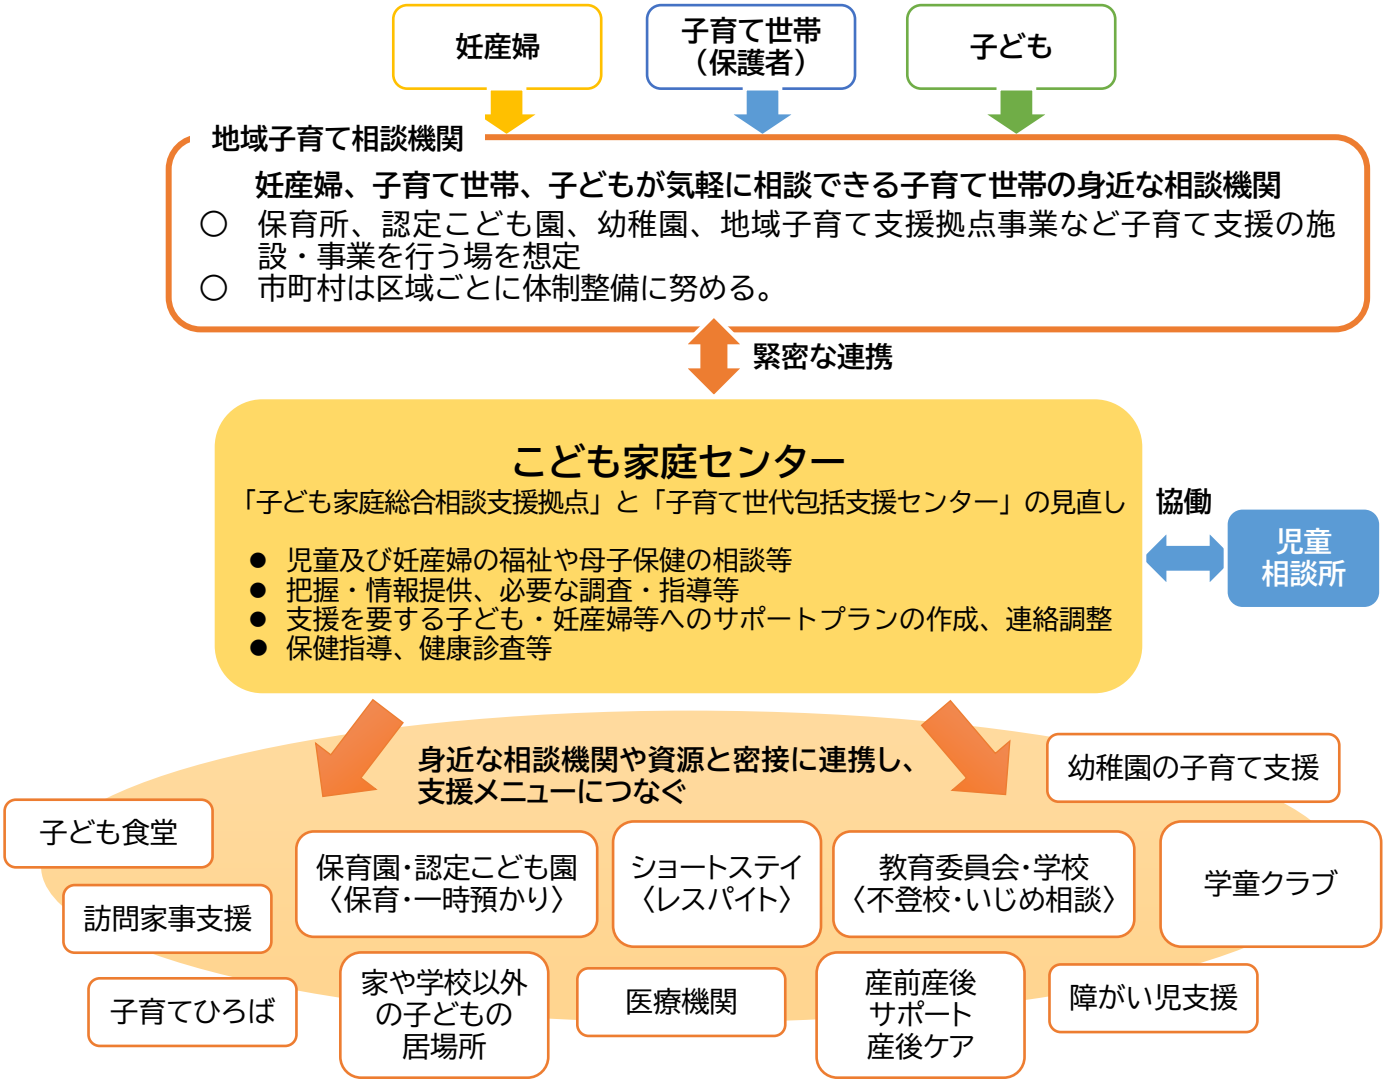 妊産婦
子育て世帯
（保護者）
子ども
地域子育て相談機関
妊産婦、子育て世帯、子どもが気軽に相談できる子育て世帯の身近な相談機関
○ 保育所、認定こども園、幼稚園、地域子育て支援拠点事業など子育て支援の施
設・事業を行う場を想定
○ 市町村は区域ごとに体制整備に努める。
緊密な連携
こども家庭センター
「子ども家庭総合相談支援拠点」と「子育て世代包括支援センター」の見直し
● 児童及び妊産婦の福祉や母子保健の相談等
● 把握・情報提供、必要な調査・指導等
● 支援を要する子ども・妊産婦等へのサポートプランの作成、連絡調整
● 保健指導、健康診査等
協働
児童
相談所
身近な相談機関や資源と密接に連携し、
支援メニューにつなぐ
幼稚園の子育て支援
子ども食堂
保育園・認定こども園
〈保育・一時預かり〉
ショートステイ
〈レスパイト〉
教育委員会・学校
〈不登校・いじめ相談〉
学童クラブ
訪問家事支援
子育てひろば
家や学校以外
の子どもの
居場所
医療機関
産前産後
サポート
産後ケア
障がい児支援